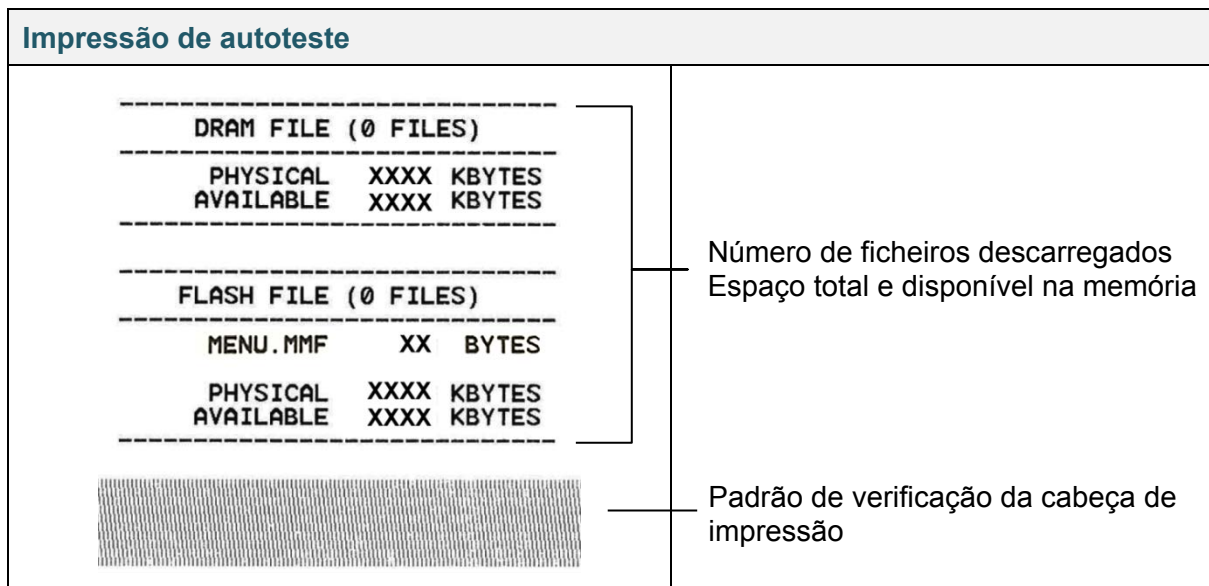 Impressão de autoteste
DRAM FILE (0 FILES)
PHYSICAL XXXX KBYTES
AVAILABLE XXXX KBYTES
FLASH FILE (0 FILES)
MENU.MMF XX BYTES
PHYSICAL XXXX KBYTES
AVAILABLE XXXX KBYTES
Número de ficheiros descarregados
Espaço total e disponível na memória
Padrão de verificação da cabeça de
impressão